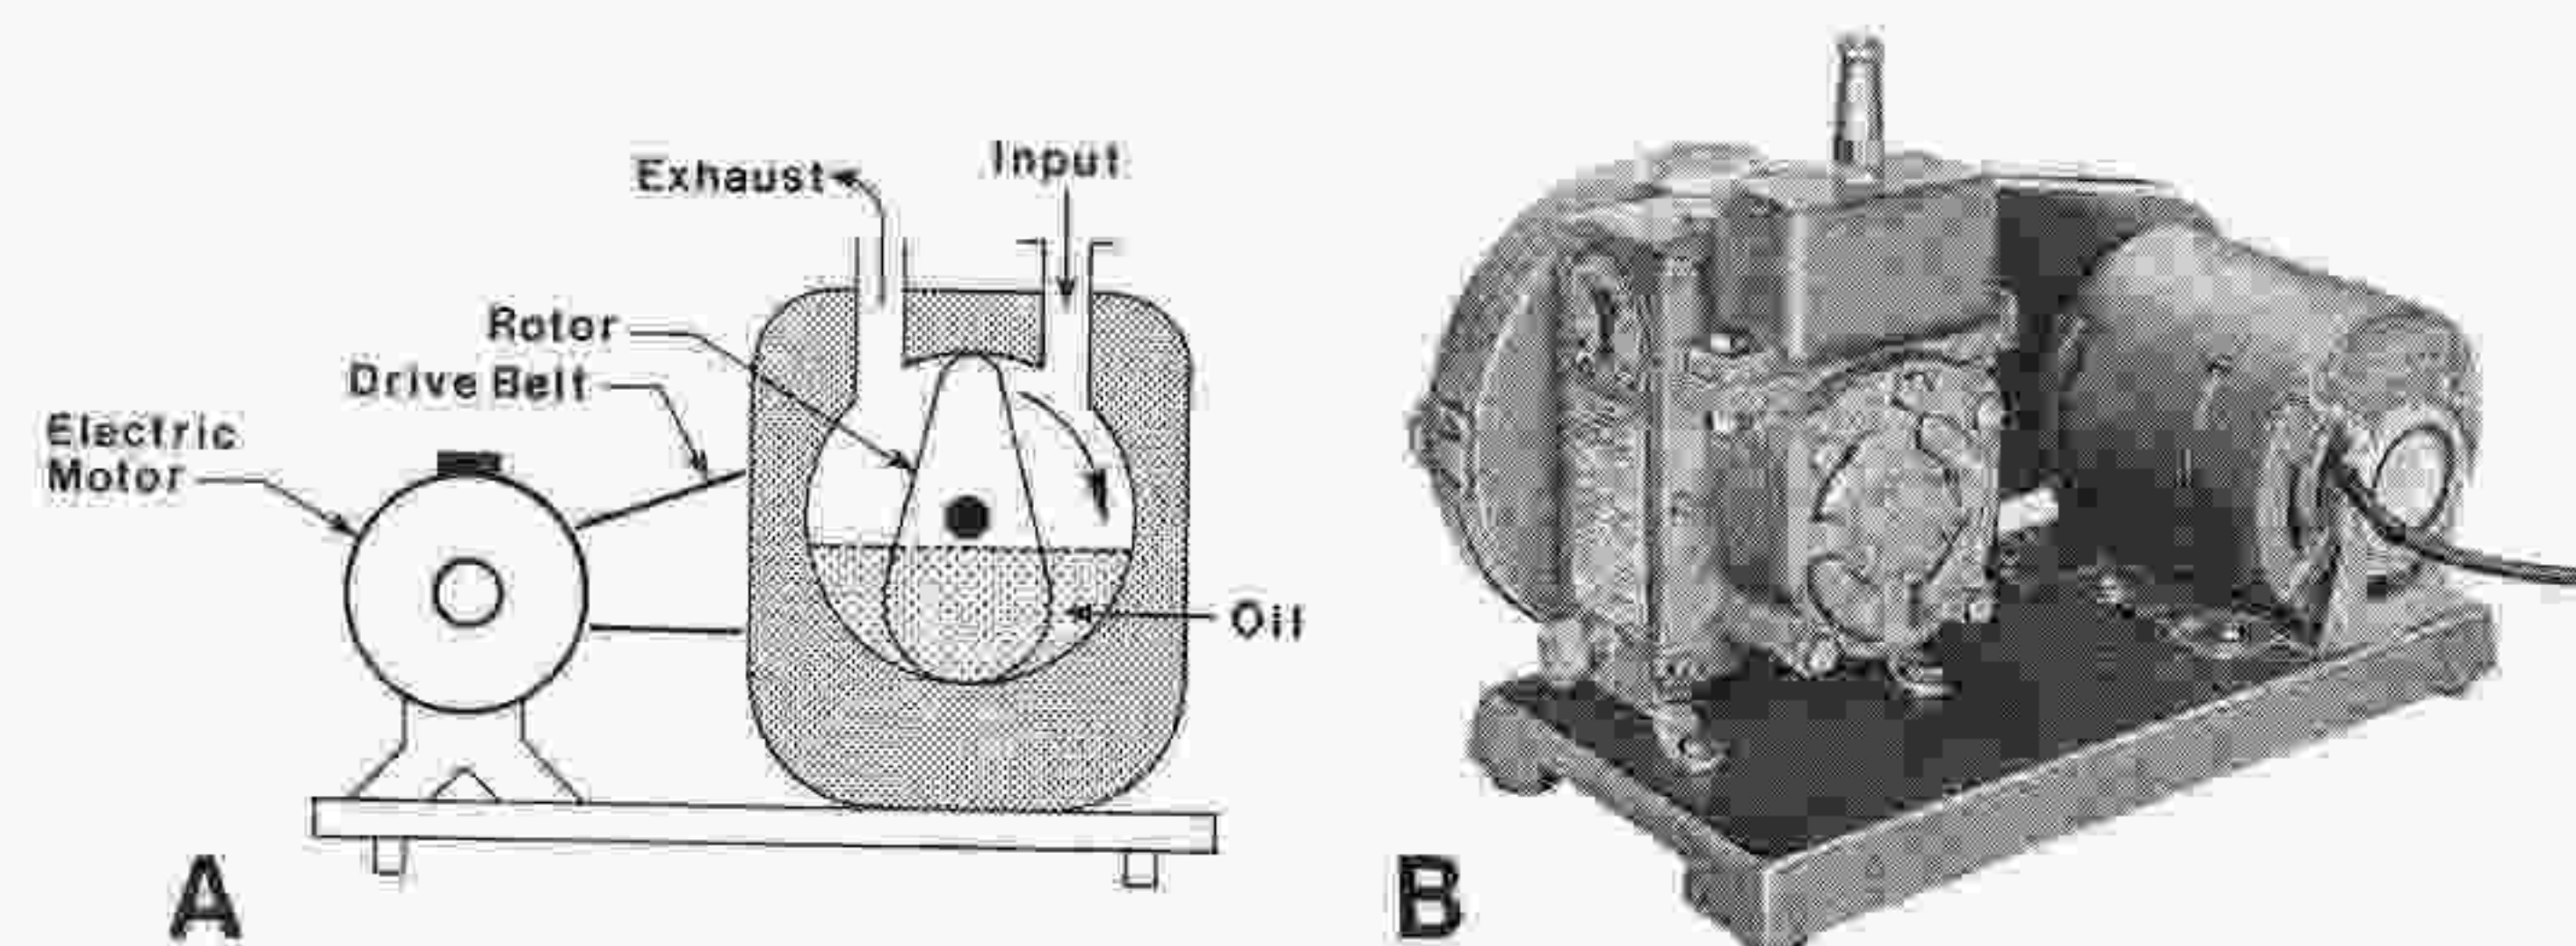 Exhaust
Input
Rotor
Drive Belt
Electric
Motor
Oil
A
B